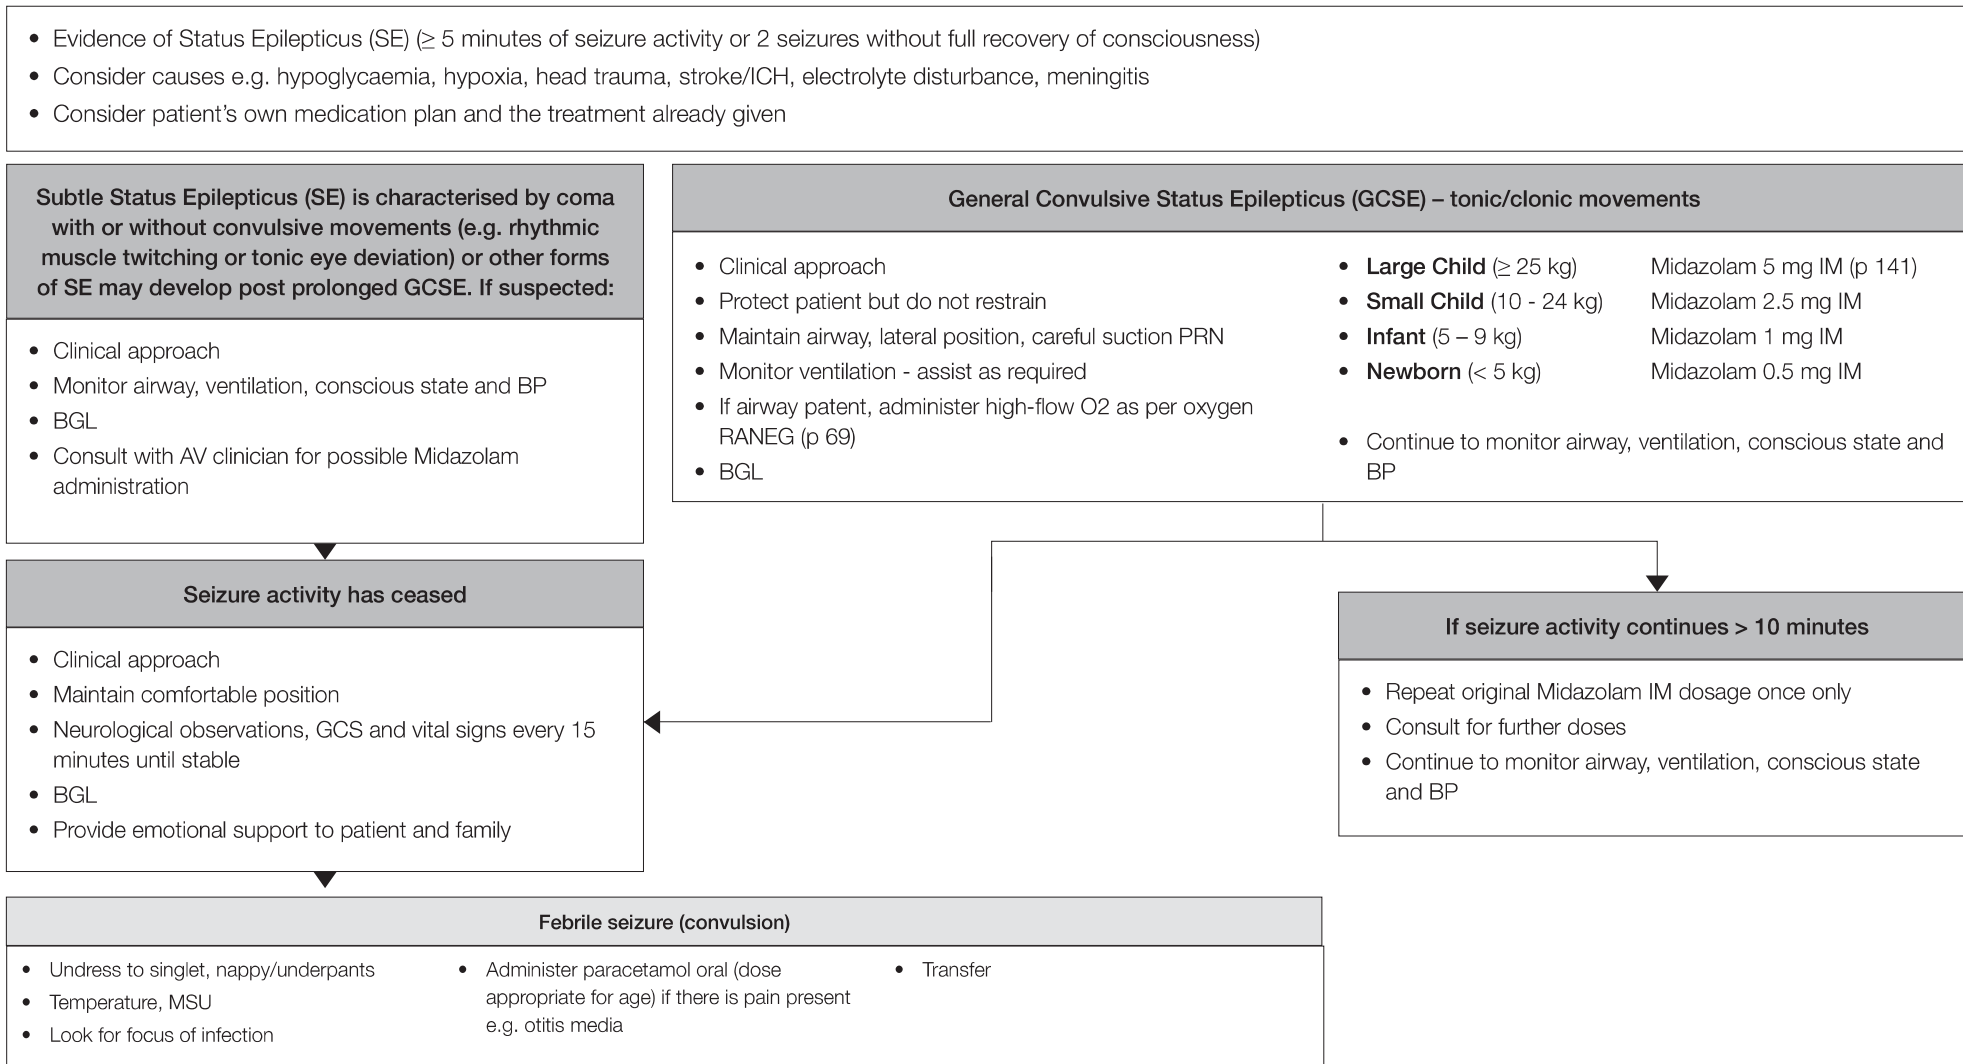 • Evidence of Status Epilepticus (SE) (≥ 5 minutes of seizure activity or 2 seizures without full recovery of consciousness)
• Consider causes e.g. hypoglycaemia, hypoxia, head trauma, stroke/ICH, electrolyte disturbance, meningitis
• Consider patient's own medication plan and the treatment already given
Subtle Status Epilepticus (SE) is characterised by coma
with or without convulsive movements (e.g. rhythmic
muscle twitching or tonic eye deviation) or other forms
of SE may develop post prolonged GCSE. If suspected:
• Clinical approach
• Monitor airway, ventilation, conscious state and BP
• BGL
• Consult with AV clinician for possible Midazolam
administration
General Convulsive Status Epilepticus (GCSE) – tonic/clonic movements
• Clinical approach
• Protect patient but do not restrain
• Maintain airway, lateral position, careful suction PRN
• Monitor ventilation - assist as required
• If airway patent, administer high-flow O2 as per oxygen
RANEG (p 69)
• BGL
• Large Child (≥ 25 kg) Midazolam 5 mg IM (p 141)
• Small Child (10 - 24 kg) Midazolam 2.5 mg IM
• Infant (5 – 9 kg) Midazolam 1 mg IM
• Newborn (< 5 kg) Midazolam 0.5 mg IM
• Continue to monitor airway, ventilation, conscious state and
BP
Seizure activity has ceased
• Clinical approach
• Maintain comfortable position
• Neurological observations, GCS and vital signs every 15
minutes until stable
• BGL
• Provide emotional support to patient and family
If seizure activity continues > 10 minutes
• Repeat original Midazolam IM dosage once only
• Consult for further doses
• Continue to monitor airway, ventilation, conscious state
and BP
Febrile seizure (convulsion)
• Undress to singlet, nappy/underpants
• Temperature, MSU
• Look for focus of infection
• Administer paracetamol oral (dose
appropriate for age) if there is pain present
e.g. otitis media
• Transfer